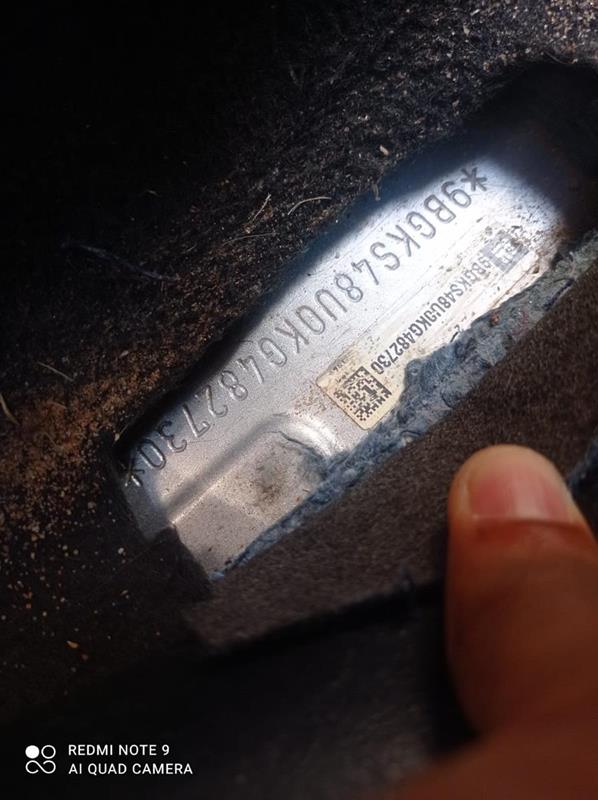 *9BGKS48U0KG482730*
9BGKS48U0KG482730
REDMI NOTE 9
AI QUAD CAMERA